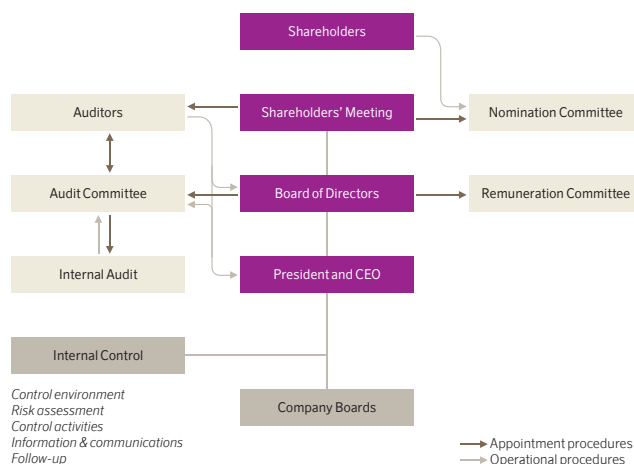 Shareholders
Auditors
Shareholders' Meeting
Nomination Committee
Audit Committee
Board of Directors
Remuneration Committee
Internal Audit
President and CEO
Internal Control
Control environment
Risk assessment
Control activities
Information & communications
Follow-up
Company Boards
Appointment procedures
Operational procedures